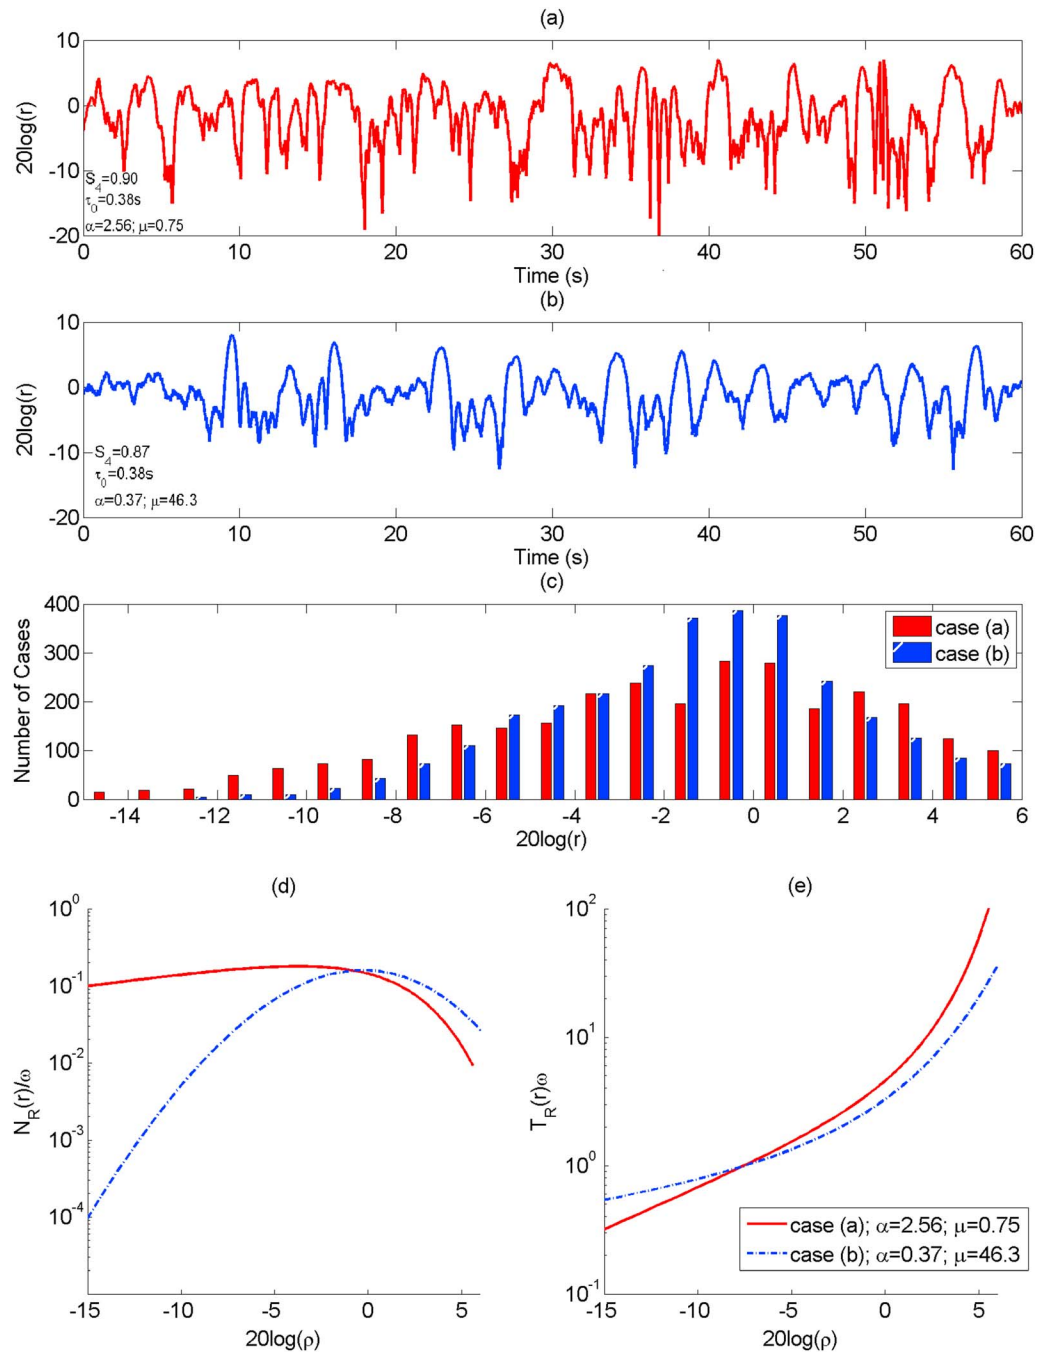 (a)
10
0
-10
-20
20log(r)
S4=0.90
τ0=0.38s
α=2.56; μ=0.75
0 10 20 30 40 50 60
Time (s)
(b)
10
0
-10
-20
20log(r)
S4=0.87
τ0=0.38s
α=0.37; μ=46.3
0 10 20 30 40 50 60
Time (s)
(c)
400
300
200
100
0
Number of Cases
case (a)
case (b)
-14 -12 -10 -8 -6 -4 -2 0 2 4 6
20log(r)
(d)
10^0
10^-1
10^-2
10^-3
10^-4
N_R(r)/ω
-15 -10 -5 0 5
20log(ρ)
(e)
10^2
10^1
10^0
10^-1
T_R(r)ω
case (a); α=2.56; μ=0.75
case (b); α=0.37; μ=46.3
-15 -10 -5 0 5
20log(ρ)